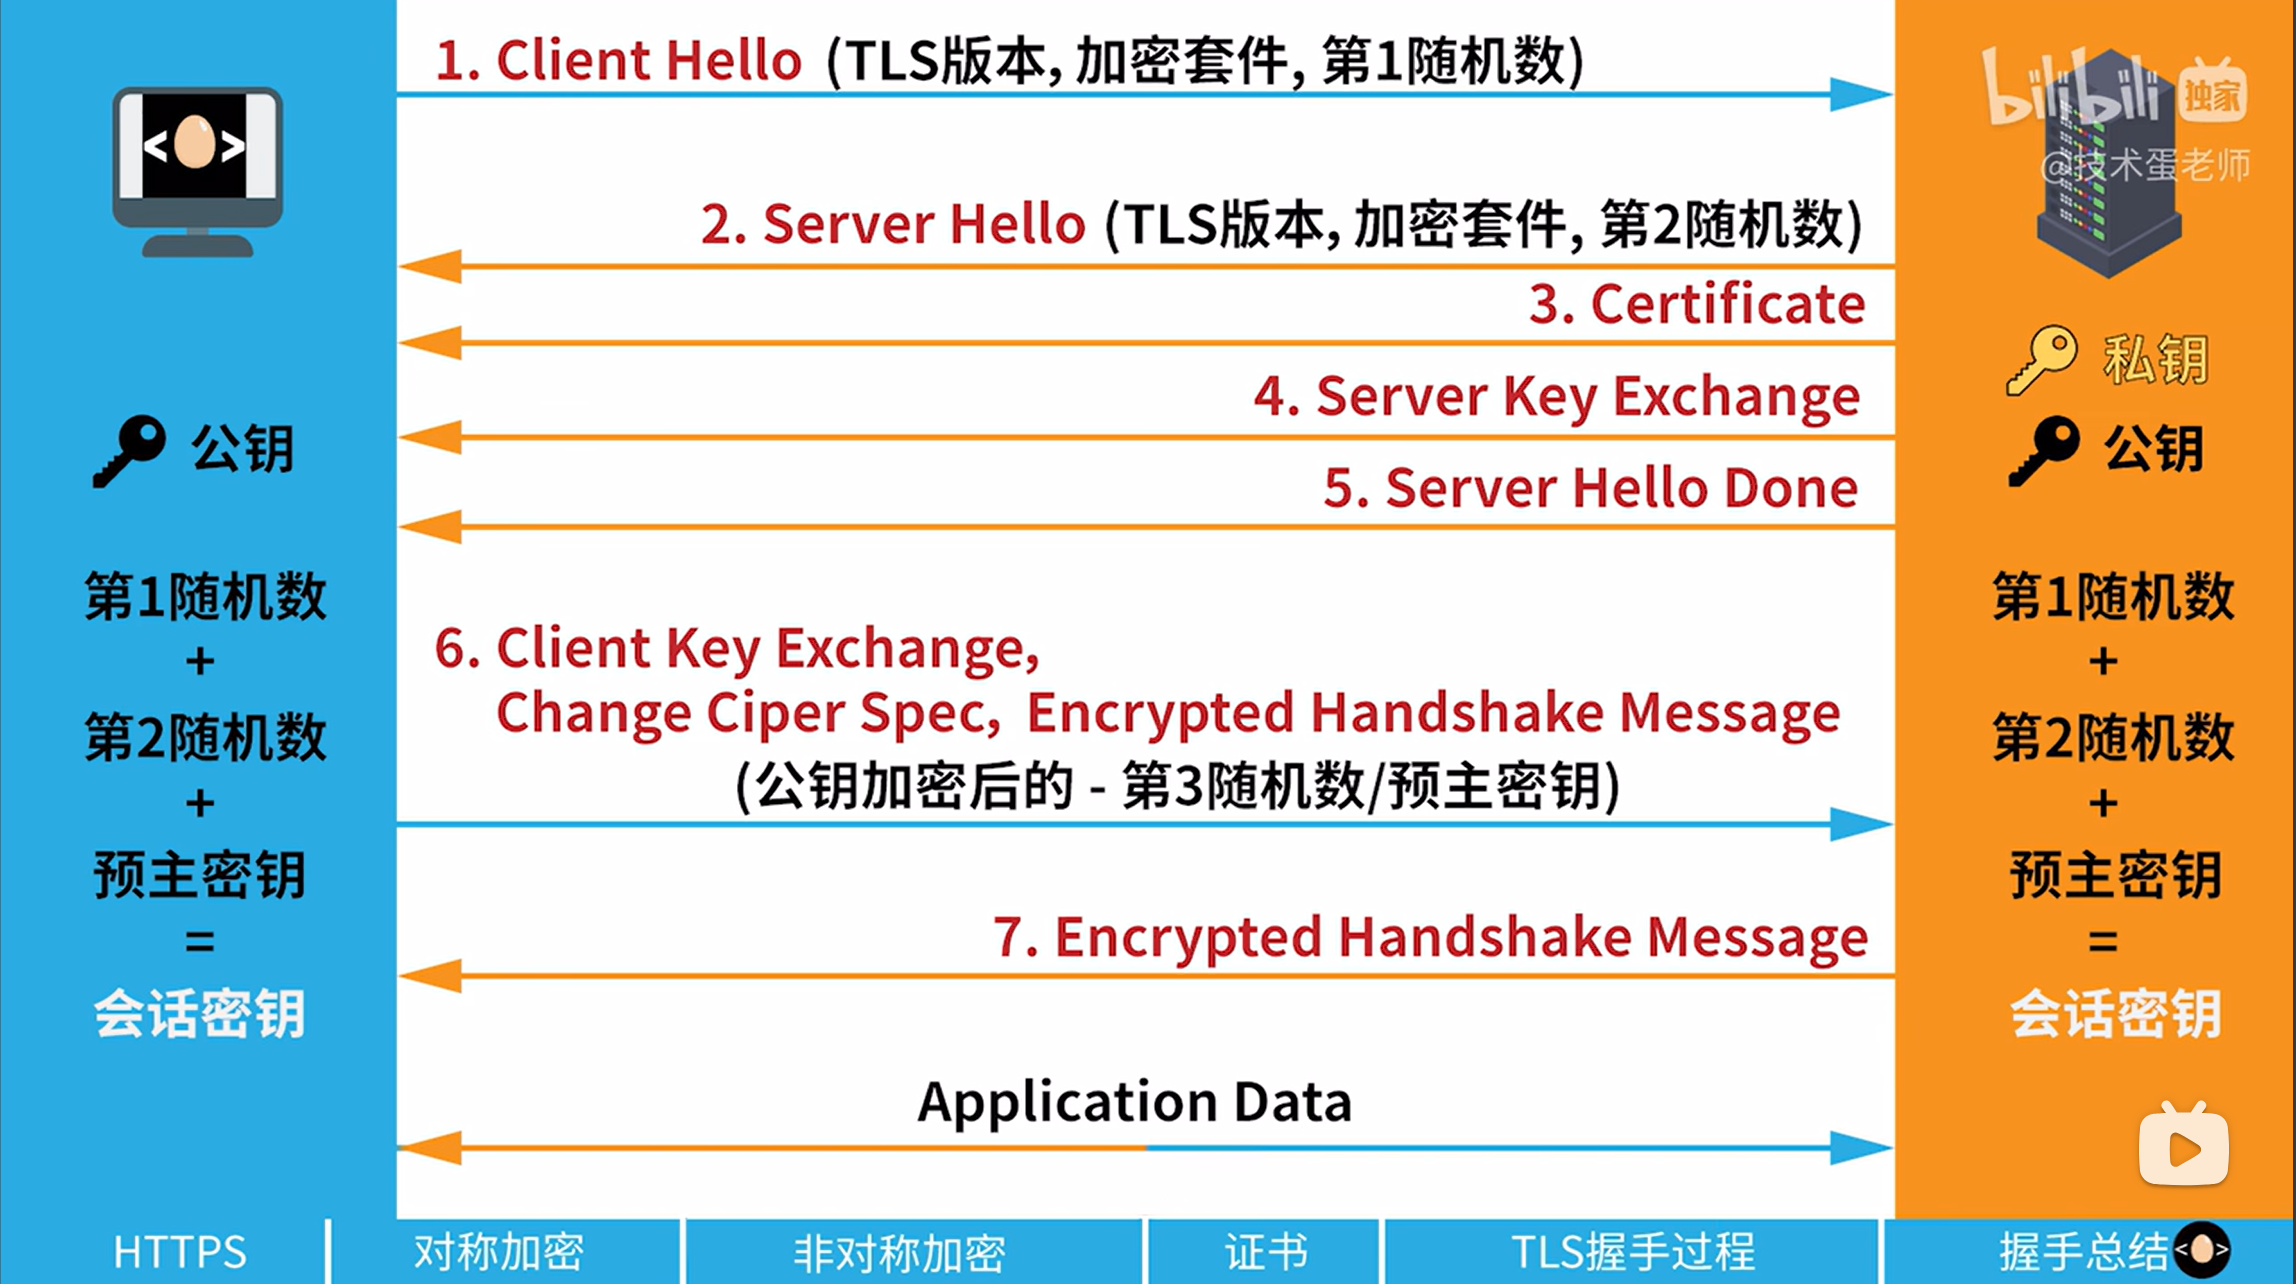 1. Client Hello (TLS版本, 加密套件, 第1随机数)
bilibili 独家
@技术蛋老师
2. Server Hello (TLS版本, 加密套件, 第2随机数)
3. Certificate
私钥
4. Server Key Exchange
公钥
公钥
5. Server Hello Done
第1随机数
+
第2随机数
+
预主密钥
=
会话密钥
6. Client Key Exchange,
Change Ciper Spec, Encrypted Handshake Message
(公钥加密后的 - 第3随机数/预主密钥)
7. Encrypted Handshake Message
第1随机数
+
第2随机数
+
预主密钥
=
会话密钥
Application Data
HTTPS
对称加密
非对称加密
证书
TLS握手过程
握手总结